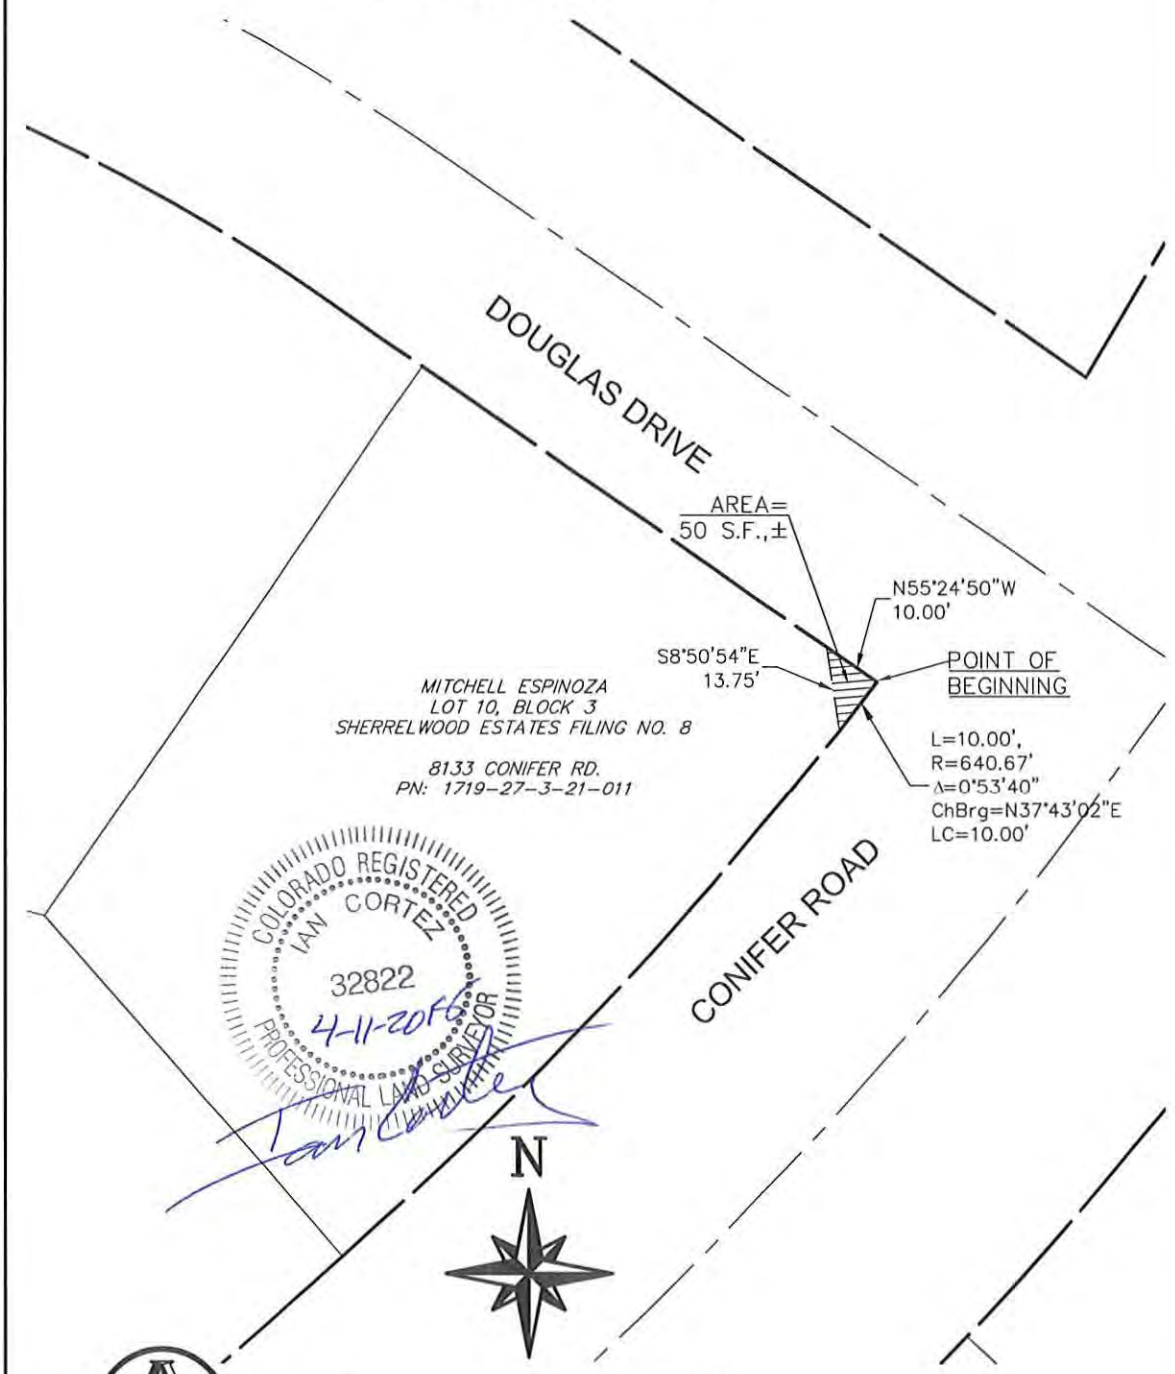 DOUGLAS DRIVE
AREA=
50 S.F.,±
N55°24'50"W
10.00'
S8°50'54"E
13.75'
POINT OF
BEGINNING
MITCHELL ESPINOZA
LOT 10, BLOCK 3
SHERRELWOOD ESTATES FILING NO. 8
8133 CONIFER RD.
PN: 1719-27-3-21-011
L=10.00',
R=640.67'
Δ=0°53'40"
ChBrg=N37°43'02"E
LC=10.00'
CONIFER ROAD
COLORADO REGISTERED
IAN CORTEZ
32822
PROFESSIONAL LAND SURVEYOR
Ian Cortez
N